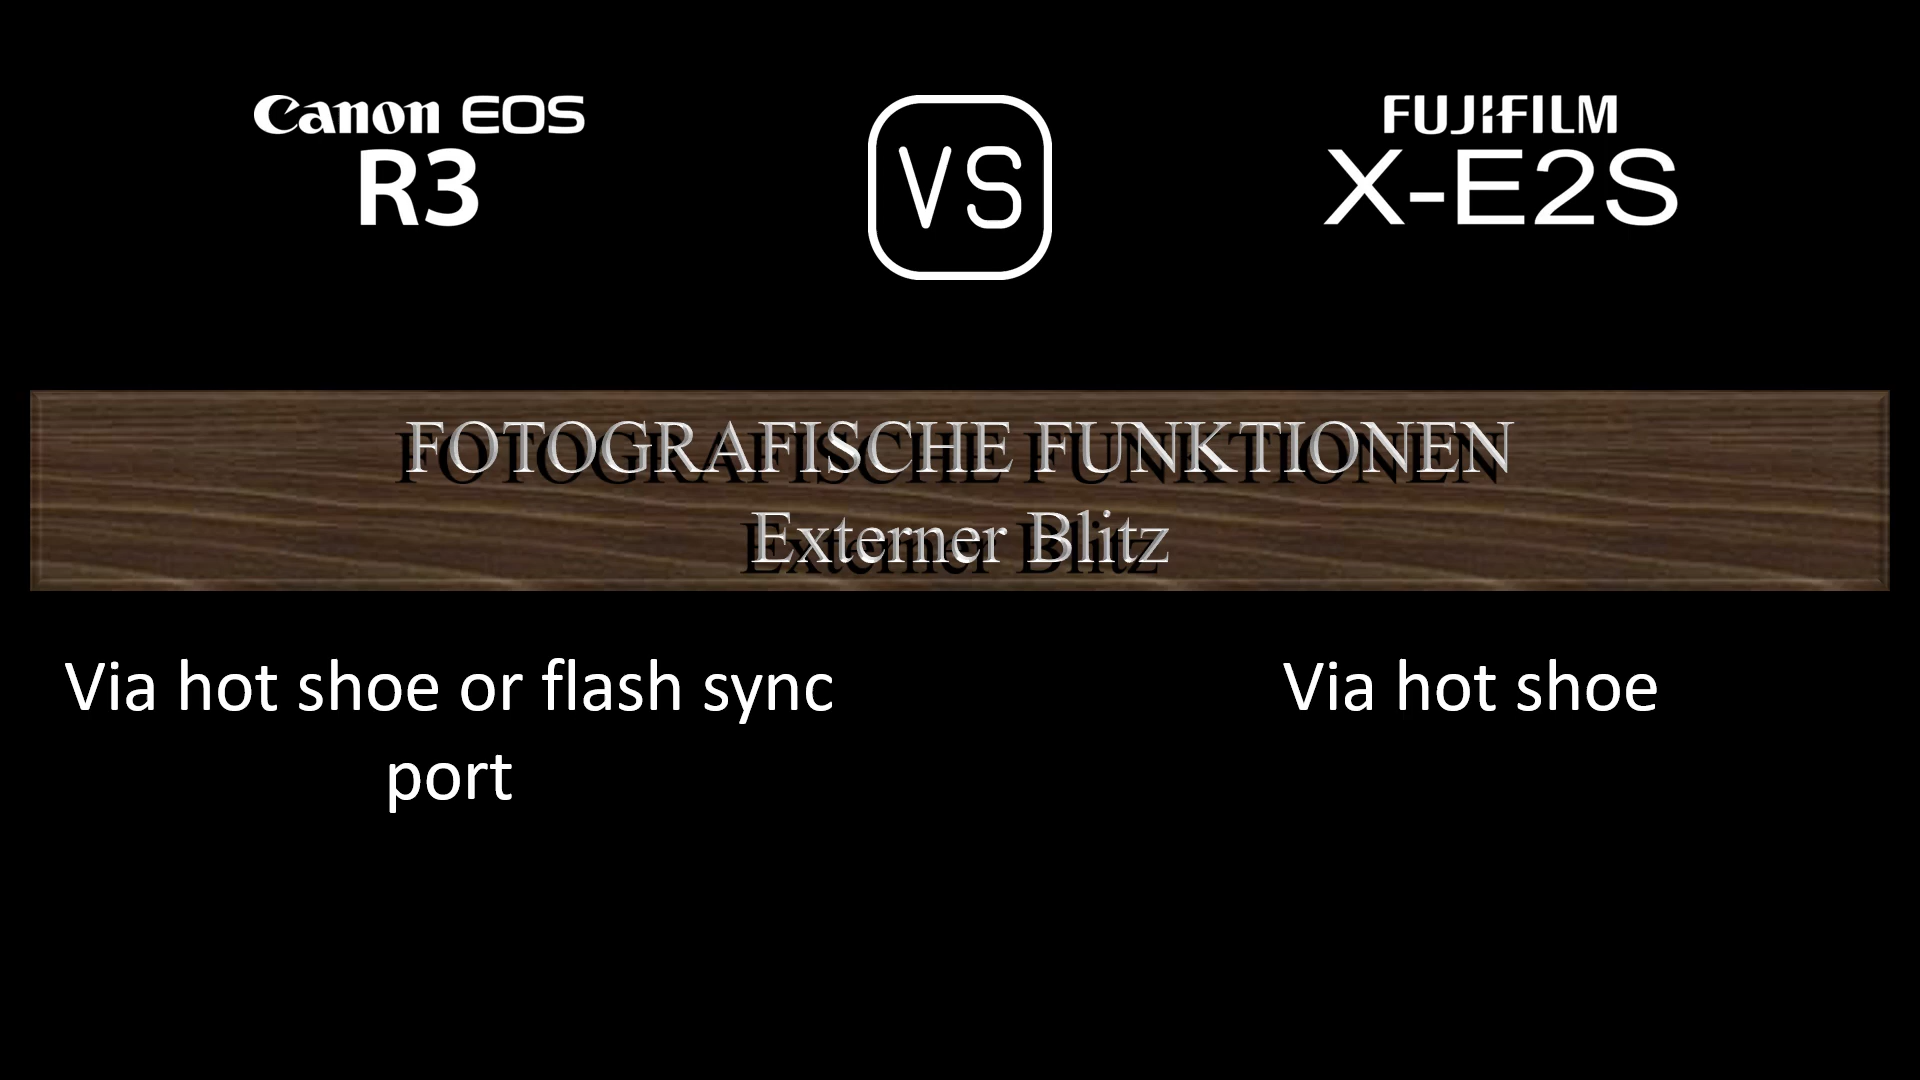 Canon EOS
R3
VS
FUJIFILM
X-E2S
FOTOGRAFISCHE FUNKTIONEN
Externer Blitz
Via hot shoe or flash sync
port
Via hot shoe